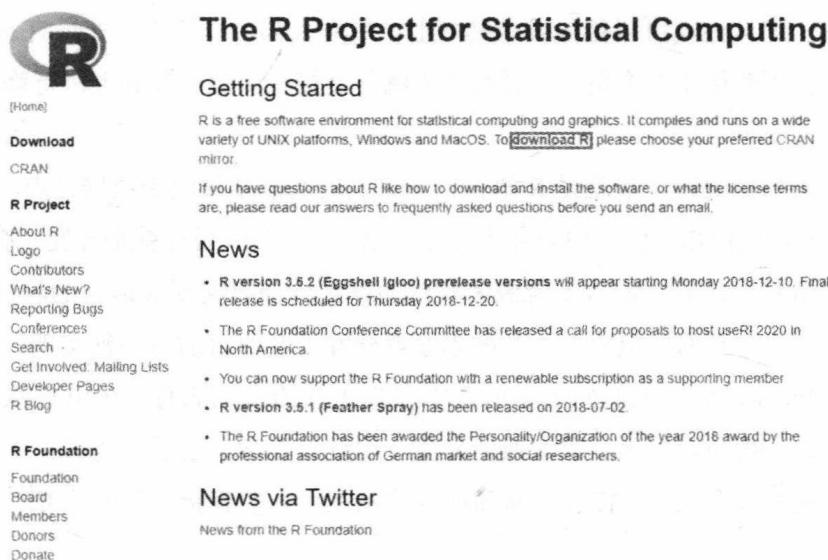 R
The R Project for Statistical Computing
[Home]
Download
CRAN
R Project
About R
Logo
Contributors
What's New?
Reporting Bugs
Conferences
Search
Get Involved: Mailing Lists
Developer Pages
R Blog
R Foundation
Foundation
Board
Members
Donors
Donate
Getting Started
R is a free software environment for statistical computing and graphics. It compiles and runs on a wide
variety of UNIX platforms, Windows and MacOS. To download R, please choose your preferred CRAN
mirror.
If you have questions about R like how to download and install the software, or what the license terms
are, please read our answers to frequently asked questions before you send an email.
News
• R version 3.5.2 (Eggshell Igloo) prerelease versions will appear starting Monday 2018-12-10. Final
release is scheduled for Thursday 2018-12-20.
• The R Foundation Conference Committee has released a call for proposals to host useR! 2020 in
North America.
• You can now support the R Foundation with a renewable subscription as a supporting member
• R version 3.5.1 (Feather Spray) has been released on 2018-07-02.
• The R Foundation has been awarded the Personality/Organization of the year 2018 award by the
professional association of German market and social researchers.
News via Twitter
News from the R Foundation